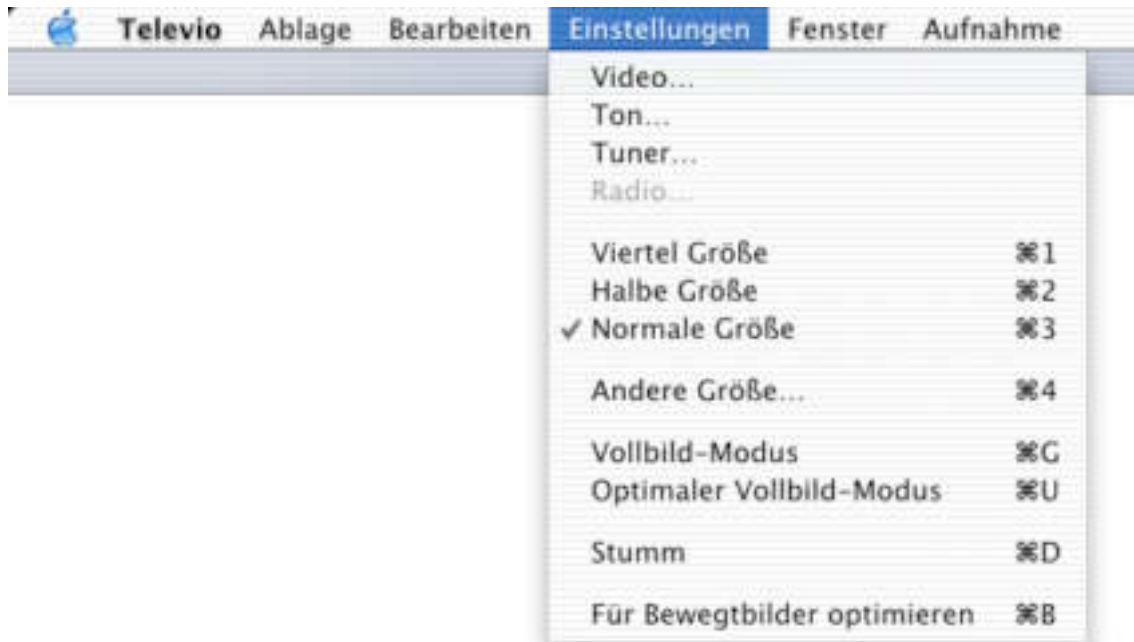 Televio Ablage Bearbeiten Einstellungen Fenster Aufnahme
Video...
Ton...
Tuner...
Radio...
Viertel Größe ⌘1
Halbe Größe ⌘2
✓ Normale Größe ⌘3
Andere Größe... ⌘4
Vollbild-Modus ⌘G
Optimaler Vollbild-Modus ⌘U
Stumm ⌘D
Für Bewegtbilder optimieren ⌘B